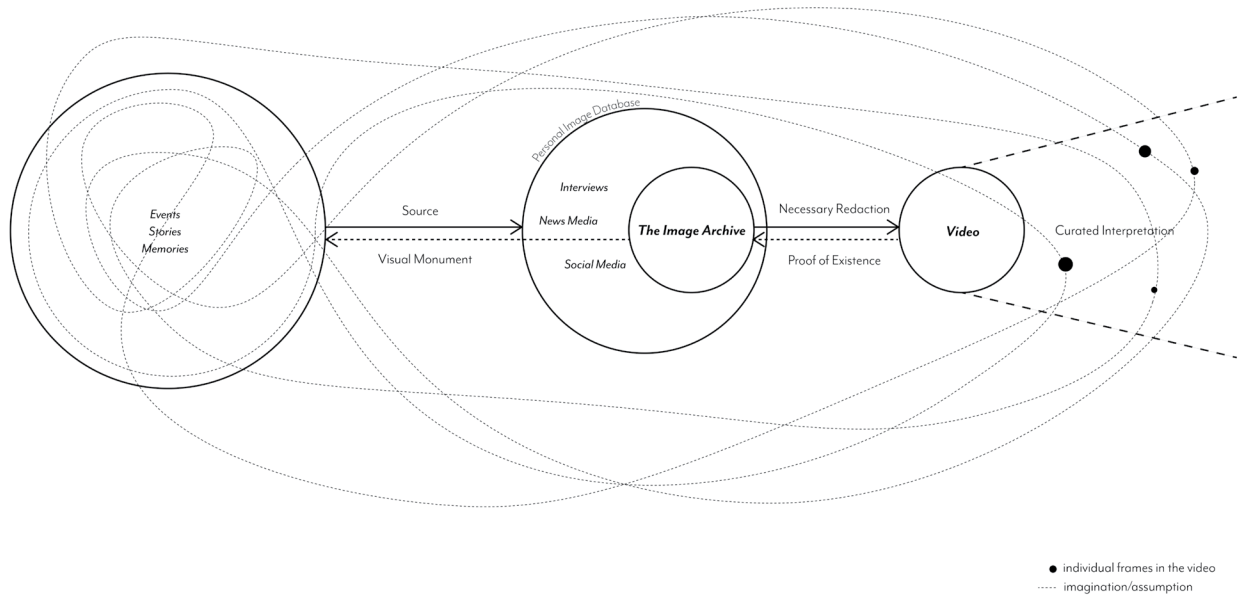 Events
Stories
Memories
Source
Visual Monument
Personal Image Database
Interviews
News Media
Social Media
The Image Archive
Necessary Redaction
Proof of Existence
Video
Curated Interpretation
individual frames in the video
imagination/assumption